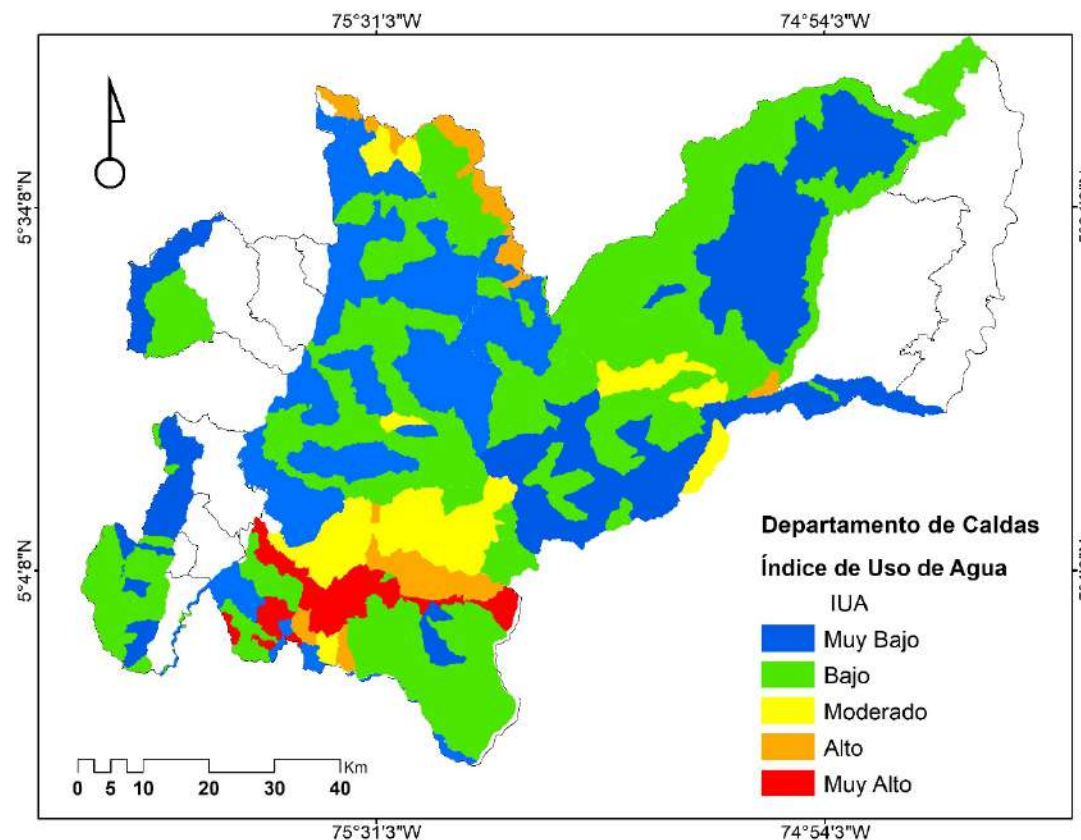 75°31'3"W 74°54'3"W
5°34'8"N
5°4'8"N
Departamento de Caldas
Índice de Uso de Agua
IUA
Muy Bajo
Bajo
Moderado
Alto
Muy Alto
Km
0 5 10 20 30 40
75°31'3"W 74°54'3"W